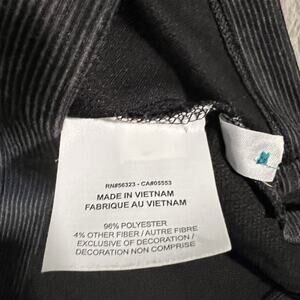 RN#56323 - CA#05553
MADE IN VIETNAM
FABRIQUE AU VIETNAM
96% POLYESTER
4% OTHER FIBER / AUTRE FIBRE
EXCLUSIVE OF DECORATION /
DECORATION NON COMPRISE